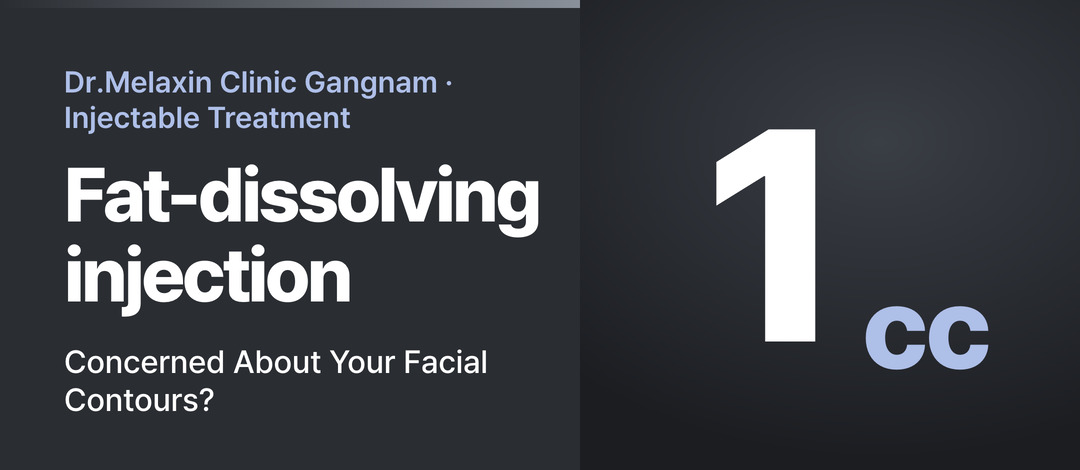 Dr.Melaxin Clinic Gangnam ·
Injectable Treatment
Fat-dissolving
injection
Concerned About Your Facial
Contours?
1 cc